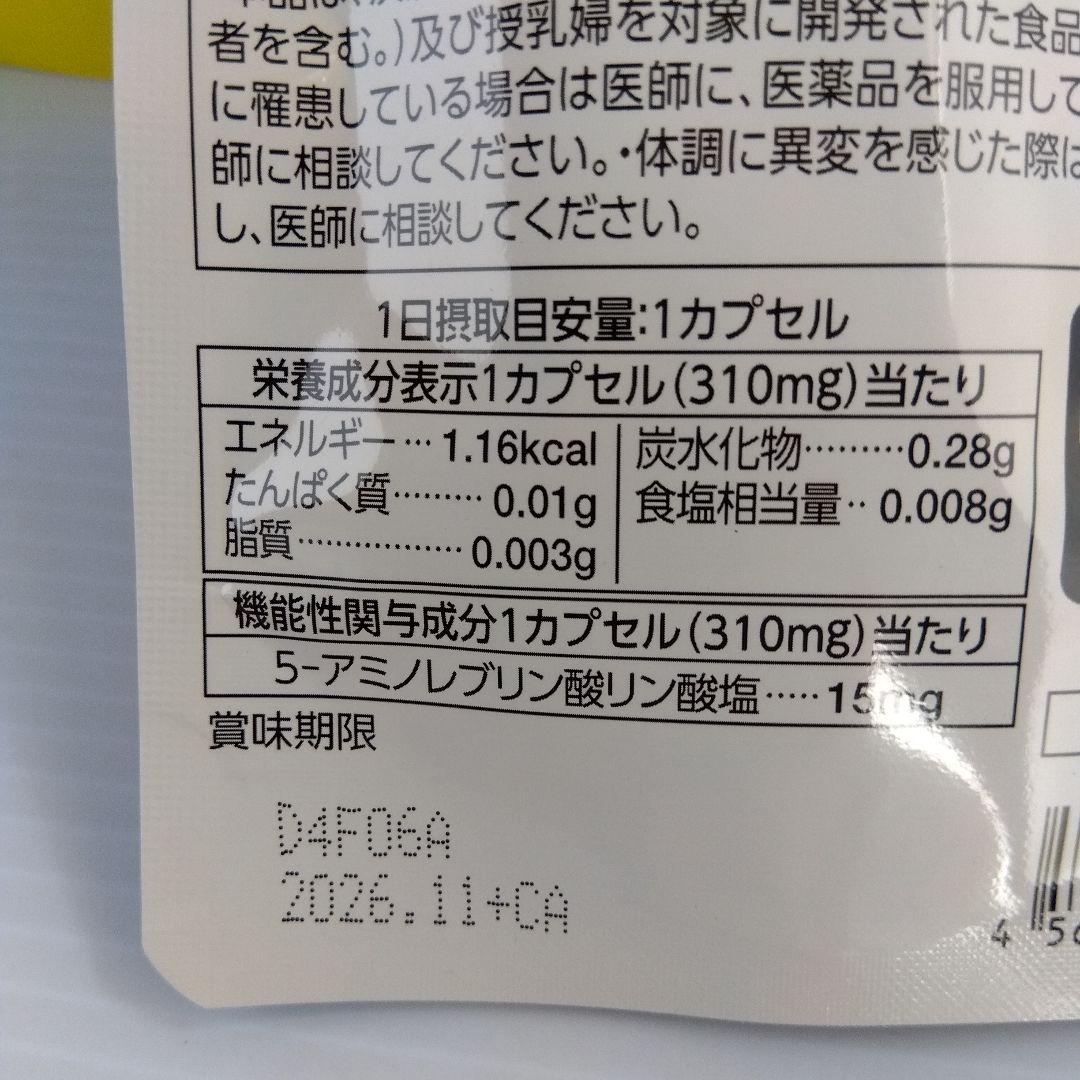 者を含む。)及び授乳婦を対象に開発された食品
に罹患している場合は医師に、医薬品を服用して
師に相談してください。・体調に異変を感じた際は
し、医師に相談してください。
1日摂取目安量:1カプセル
栄養成分表示1カプセル(310mg)当たり
エネルギー… 1.16kcal
たんぱく質……… 0.01g
脂質……………… 0.003g
炭水化物………0.28g
食塩相当量‥ 0.008g
機能性関与成分1カプセル(310mg)当たり
5-アミノレブリン酸リン酸塩…‥ 15mg
賞味期限
D4F06A
2026.11+CA
4 56